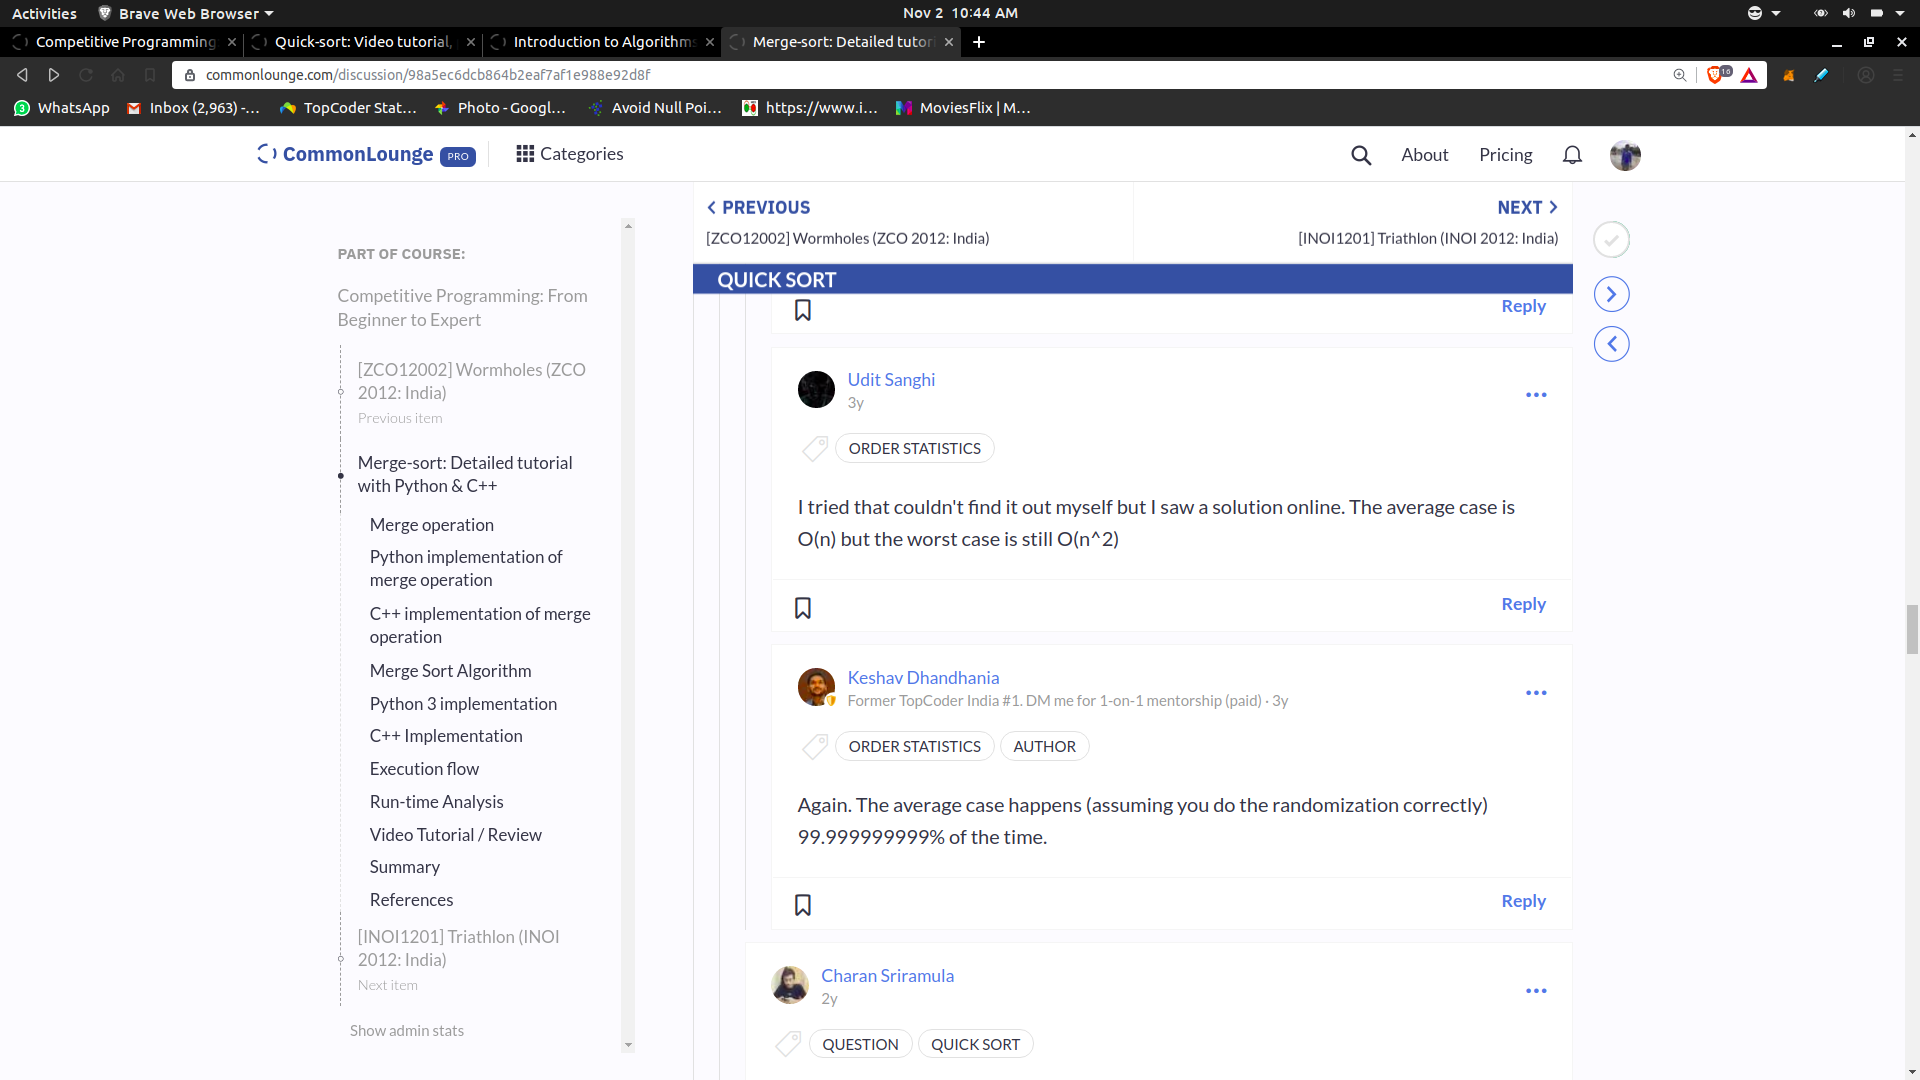 Activities
Brave Web Browser
Nov 2 10:44 AM
Competitive Programming
Quick-sort: Video tutorial,
Introduction to Algorithms
Merge-sort: Detailed tutori
commonlounge.com/discussion/98a5ec6dcb864b2eaf7af1e988e92d8f
16
3
WhatsApp
Inbox (2,963) -...
TopCoder Stat...
Photo - Googl...
Avoid Null Poi...
https://www.i...
MoviesFlix | M...
CommonLounge PRO
Categories
About
Pricing
PREVIOUS
NEXT
[ZCO12002] Wormholes (ZCO 2012: India)
[INOI1201] Triathlon (INOI 2012: India)
PART OF COURSE:
Competitive Programming: From
Beginner to Expert
[ZCO12002] Wormholes (ZCO
2012: India)
Previous item
Merge-sort: Detailed tutorial
with Python & C++
Merge operation
Python implementation of
merge operation
C++ implementation of merge
operation
Merge Sort Algorithm
Python 3 implementation
C++ Implementation
Execution flow
Run-time Analysis
Video Tutorial / Review
Summary
References
[INOI1201] Triathlon (INOI
2012: India)
Next item
Show admin stats
QUICK SORT
Reply
Udit Sanghi
3y
ORDER STATISTICS
I tried that couldn't find it out myself but I saw a solution online. The average case is
O(n) but the worst case is still O(n^2)
Reply
Keshav Dhandhania
Former TopCoder India #1. DM me for 1-on-1 mentorship (paid) · 3y
ORDER STATISTICS
AUTHOR
Again. The average case happens (assuming you do the randomization correctly)
99.999999999% of the time.
Reply
Charan Sriramula
2y
QUESTION
QUICK SORT